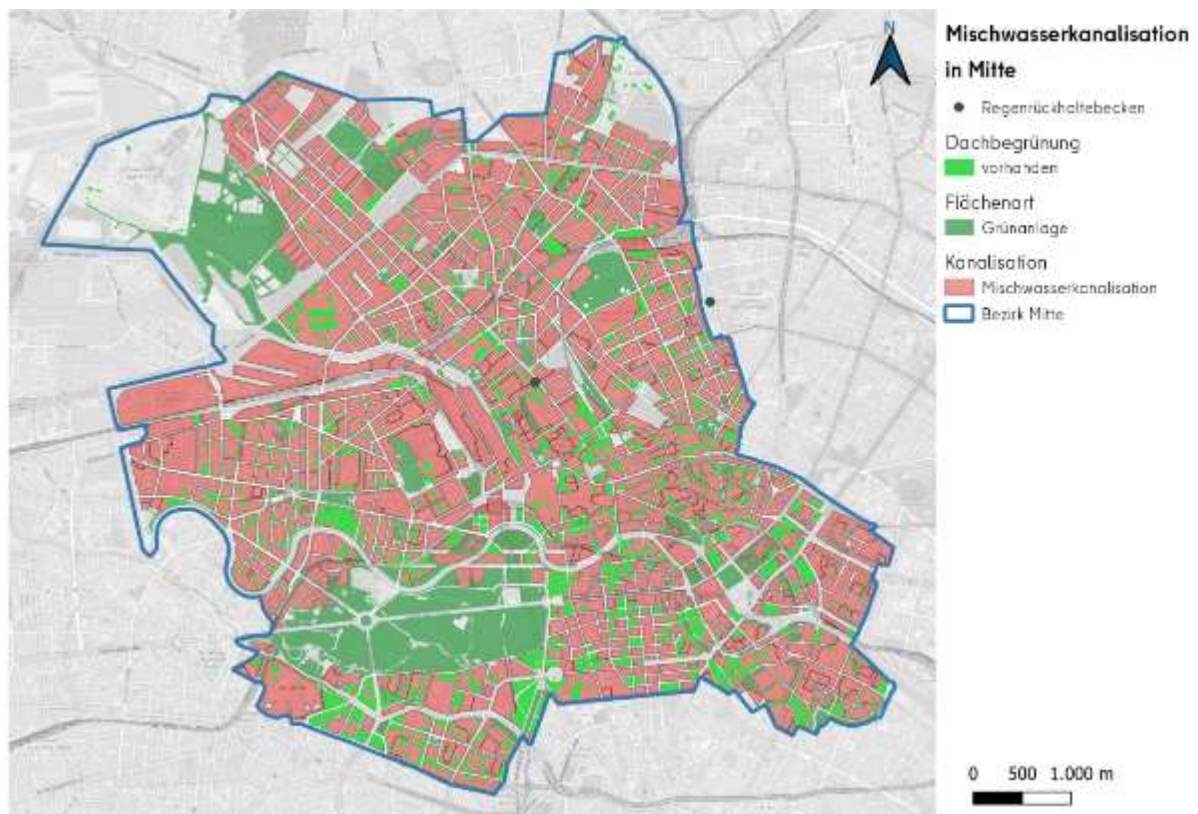 N
Mischwasserkanalisation
in Mitte
Regenrückhaltebecken
Dachbegrünung
vorhanden
Flächenart
Grünanlage
Kanalisation
Mischwasserkanalisation
Bezirk Mitte
0 500 1.000 m